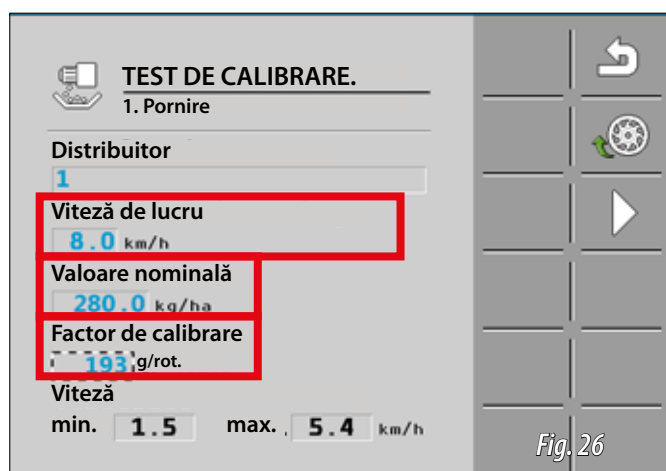 TEST DE CALIBRARE.
1. Pornire
Distribuitor
1
Viteză de lucru
8.0 km/h
Valoare nominală
280.0 kg/ha
Factor de calibrare
193 g/rot.
Viteză
min. 1.5 max. 5.4 km/h
Fig. 26